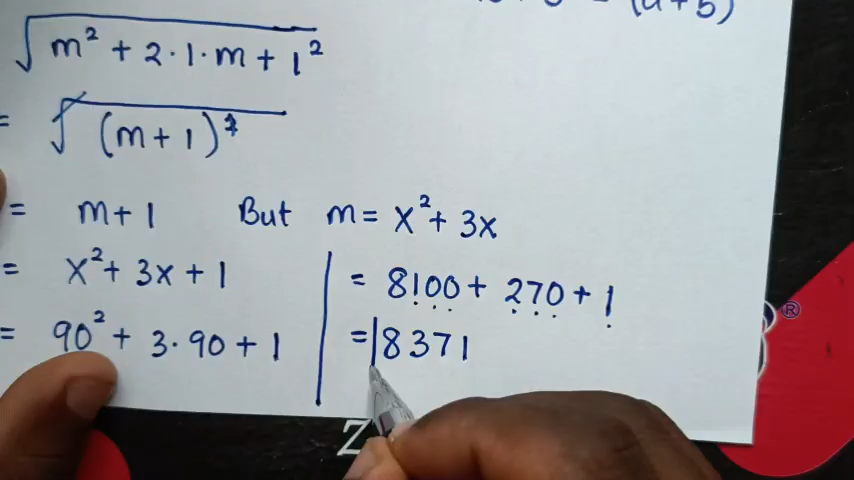 = (a+b)
√(m² + 2·1·m + 1²)
= √((m+1)²)
= m+1 But m = x² + 3x
= x² + 3x + 1 = 8100 + 270 + 1
= 90² + 3·90 + 1 = 8371
Z ®